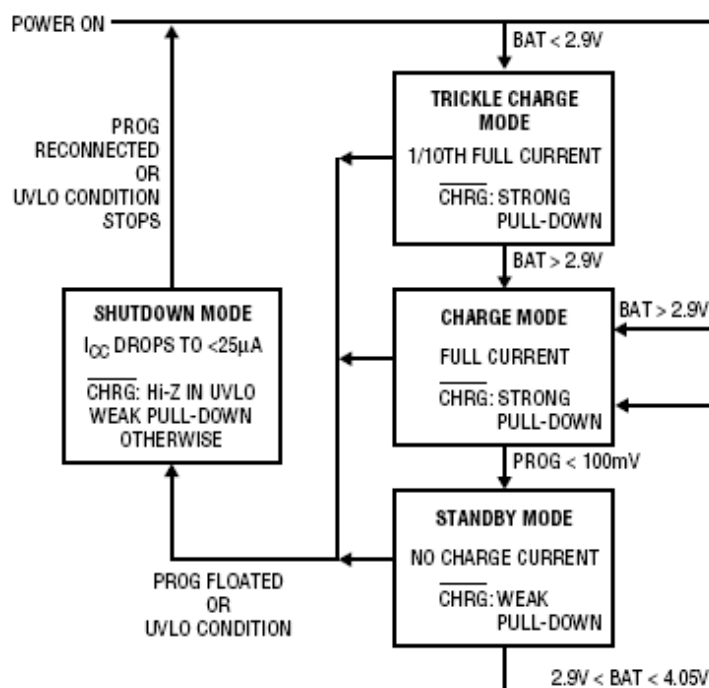 POWER ON
BAT < 2.9V
TRICKLE CHARGE
MODE
1/10TH FULL CURRENT
CHRG: STRONG
PULL-DOWN
PROG
RECONNECTED
OR
UVLO CONDITION
STOPS
BAT > 2.9V
SHUTDOWN MODE
ICC DROPS TO <25µA
CHRG: Hi-Z IN UVLO
WEAK PULL-DOWN
OTHERWISE
CHARGE MODE
FULL CURRENT
CHRG: STRONG
PULL-DOWN
BAT > 2.9V
PROG < 100mV
STANDBY MODE
NO CHARGE CURRENT
CHRG: WEAK
PULL-DOWN
PROG FLOATED
OR
UVLO CONDITION
2.9V < BAT < 4.05V